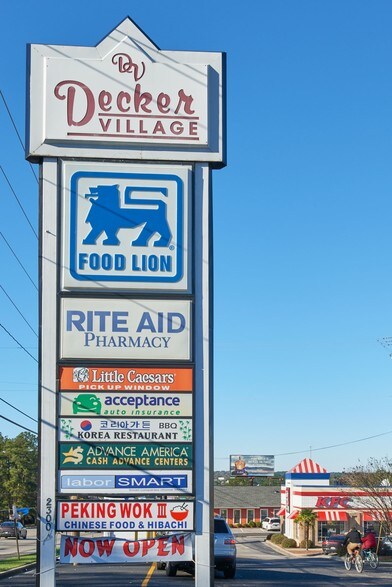 DV
Decker
VILLAGE
FOOD LION
RITE AID
PHARMACY
Little Caesars
PICK UP WINDOW
acceptance
auto insurance
코리아가든 BBQ
KOREA RESTAURANT
ADVANCE AMERICA
CASH ADVANCE CENTERS
labor SMART
PEKING WOK III
CHINESE FOOD & HIBACHI
NOW OPEN
KFC